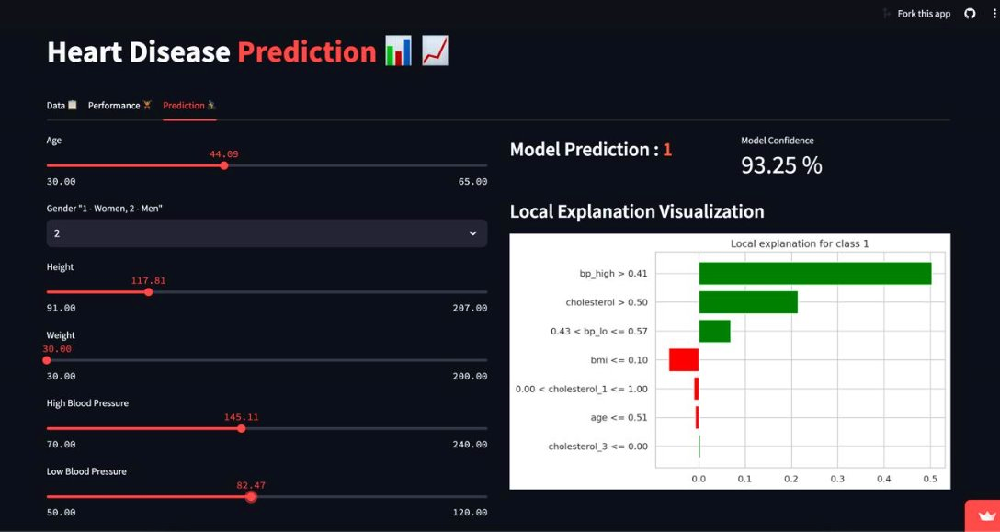 Fork this app
Heart Disease Prediction
Data Performance Prediction
Age
44.09
30.00 65.00
Gender "1 - Women, 2 - Men"
2
Height
117.81
91.00 207.00
Weight
30.00
30.00 200.00
High Blood Pressure
145.11
70.00 240.00
Low Blood Pressure
82.47
50.00 120.00
Model Prediction : 1
Model Confidence
93.25 %
Local Explanation Visualization
Local explanation for class 1
bp_high > 0.41
cholesterol > 0.50
0.43 < bp_lo <= 0.57
bmi <= 0.10
0.00 < cholesterol_1 <= 1.00
age <= 0.51
cholesterol_3 <= 0.00
0.0 0.1 0.2 0.3 0.4 0.5